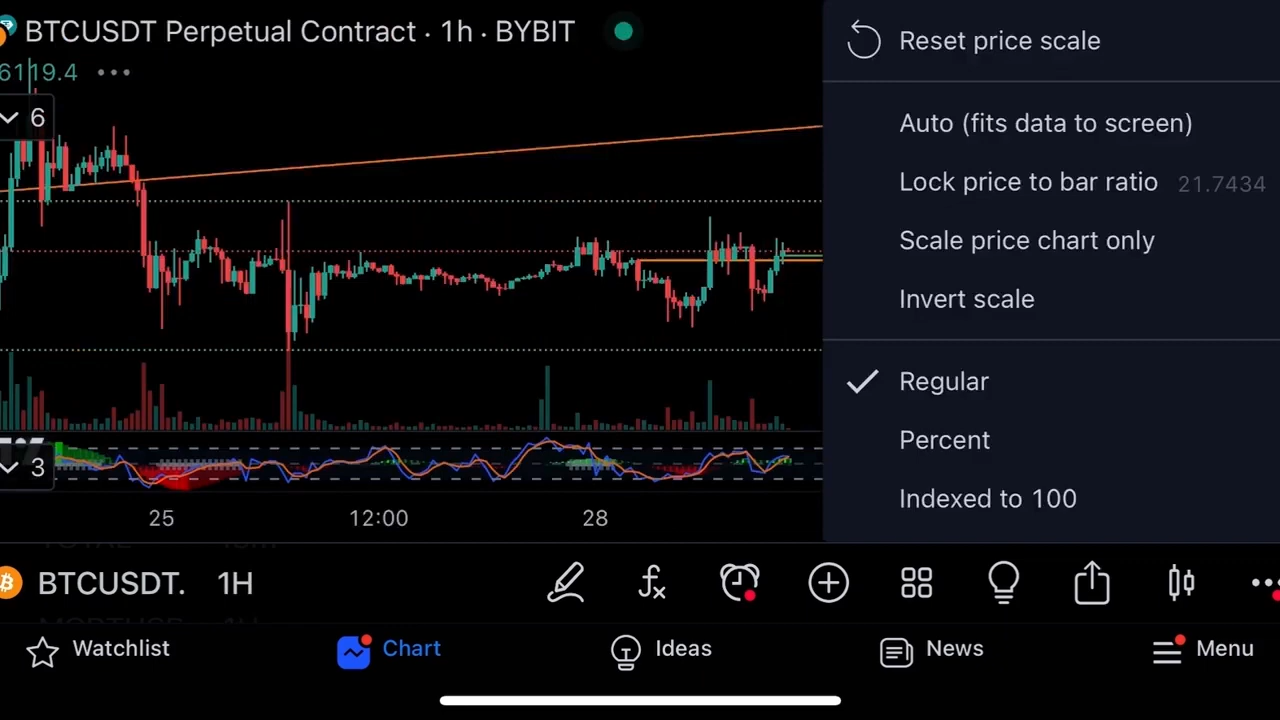 BTCUSDT Perpetual Contract · 1h · BYBIT
6119.4 •••
6
3
25 12:00 28
Reset price scale
Auto (fits data to screen)
Lock price to bar ratio 21.7434
Scale price chart only
Invert scale
Regular
Percent
Indexed to 100
BTCUSDT. 1H
Watchlist
Chart
Ideas
News
Menu